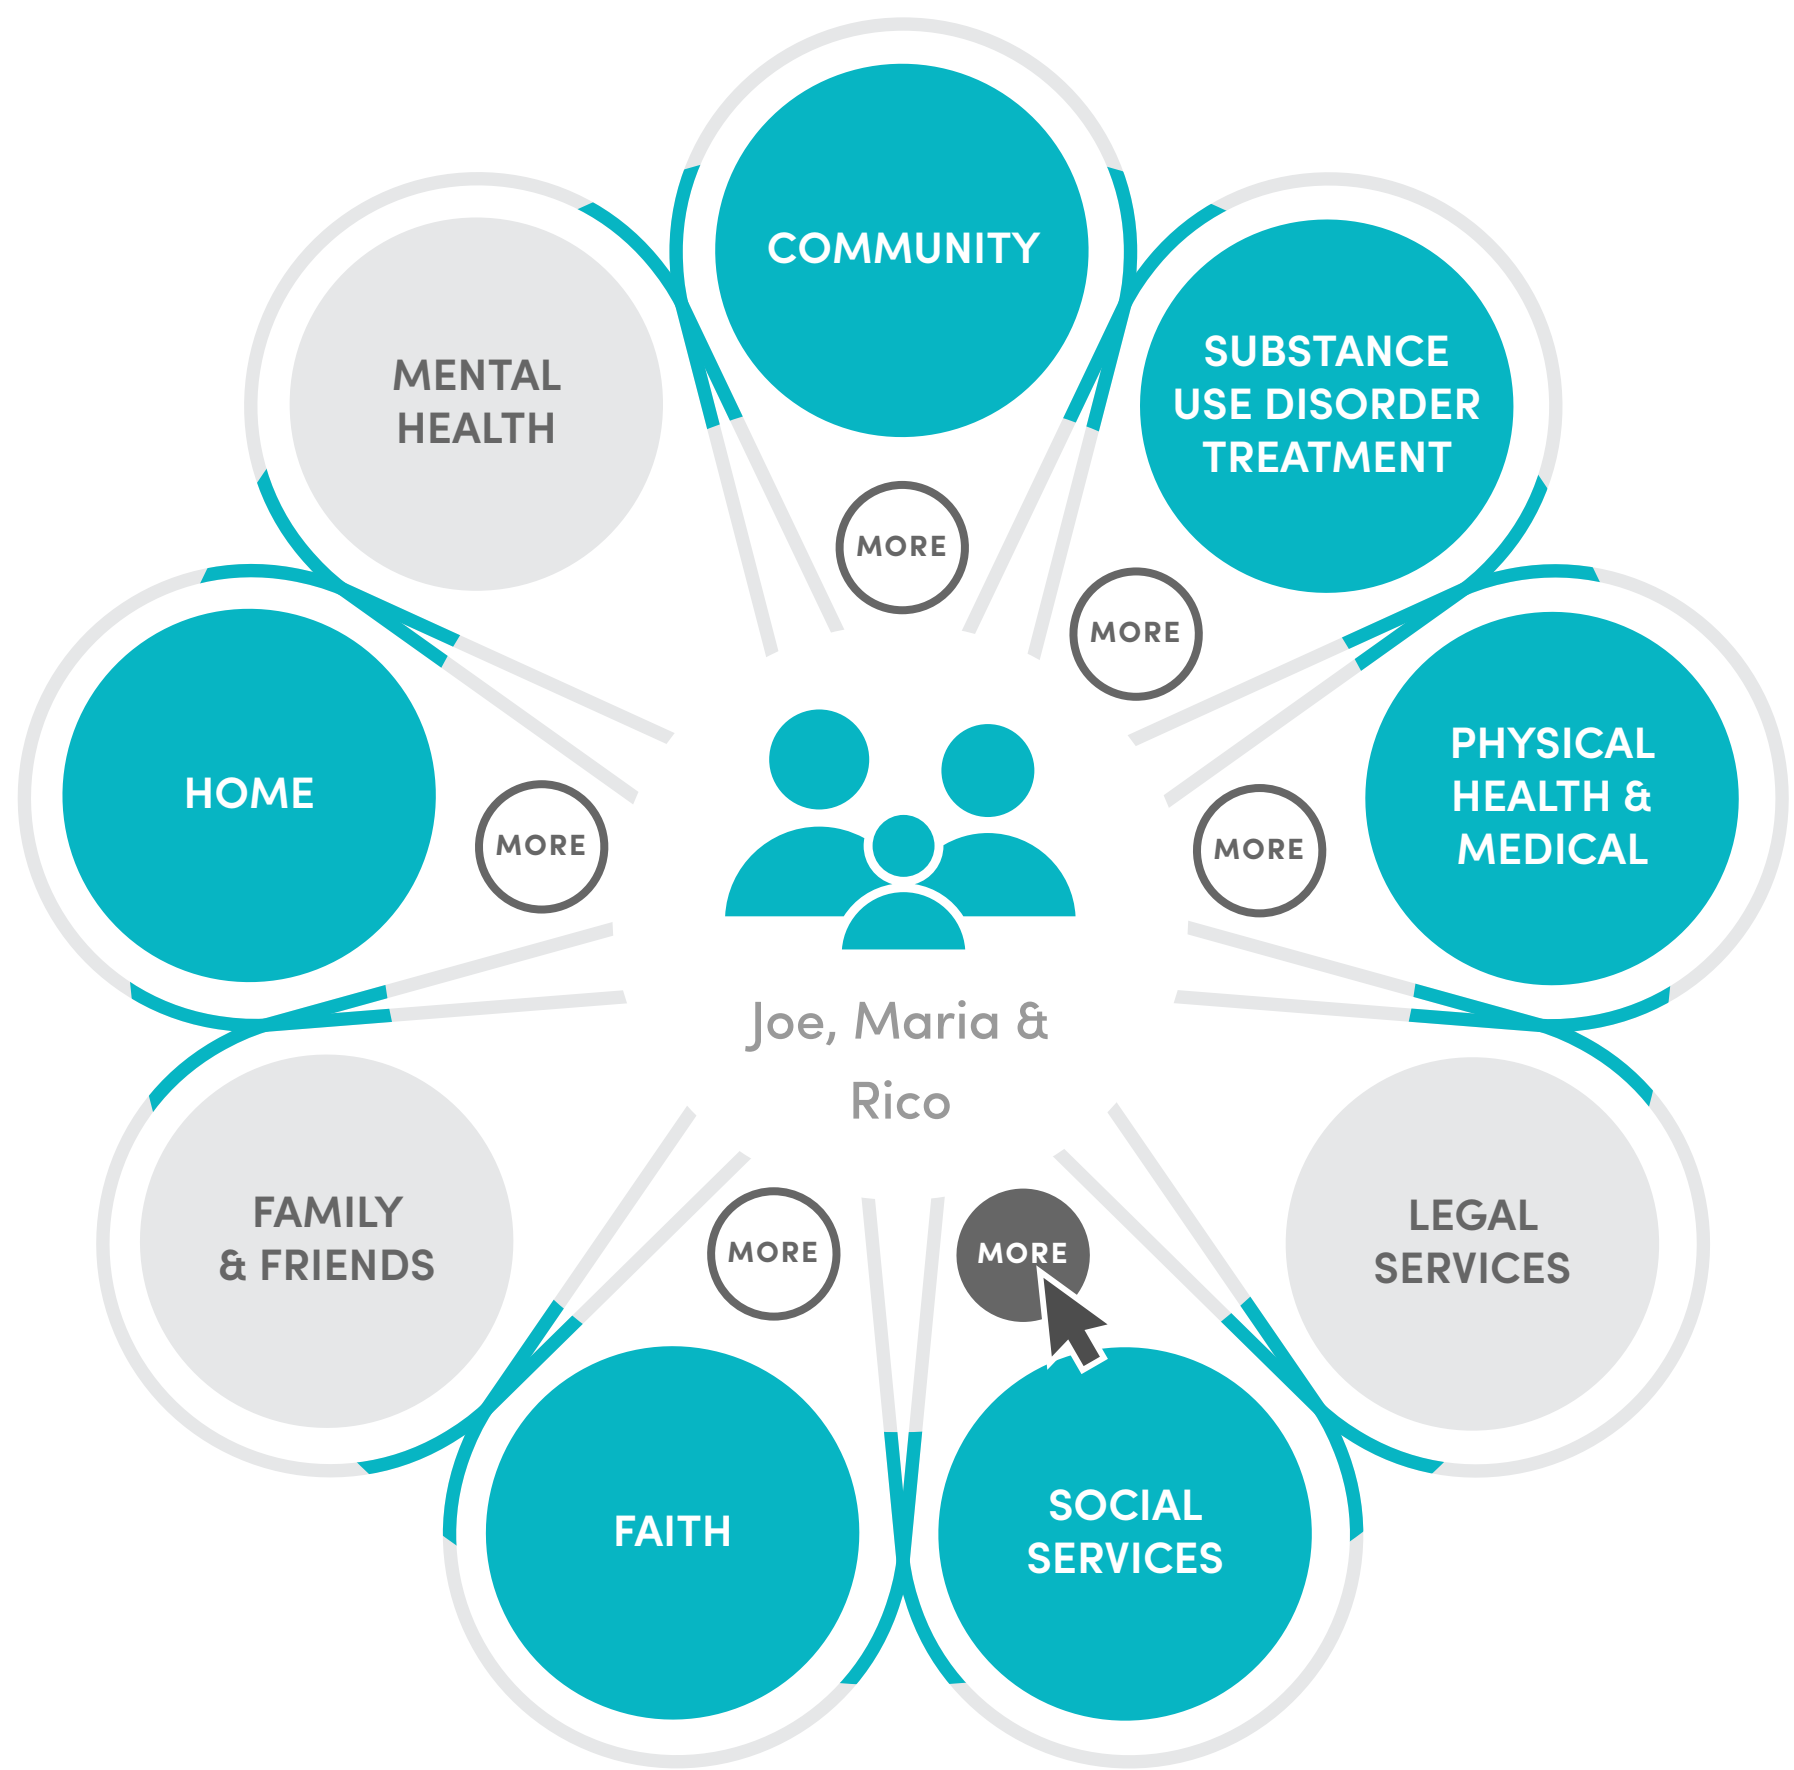 COMMUNITY
SUBSTANCE
USE DISORDER
TREATMENT
MENTAL
HEALTH
MORE
MORE
PHYSICAL
HEALTH &
MEDICAL
HOME
MORE
MORE
Joe, Maria &
Rico
FAMILY
& FRIENDS
LEGAL
SERVICES
MORE
MORE
FAITH
SOCIAL
SERVICES